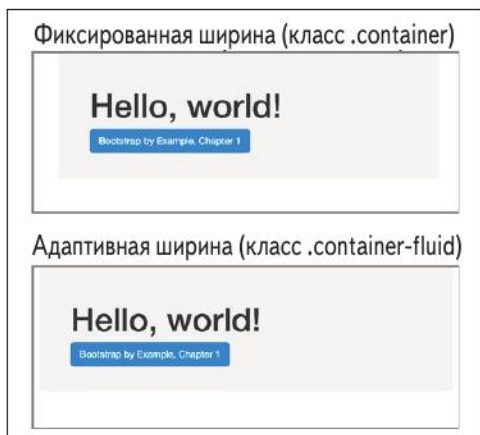 Фиксированная ширина (класс .container)
Hello, world!
Bootstrap by Example, Chapter 1
Адаптивная ширина (класс .container-fluid)
Hello, world!
Bootstrap by Example, Chapter 1